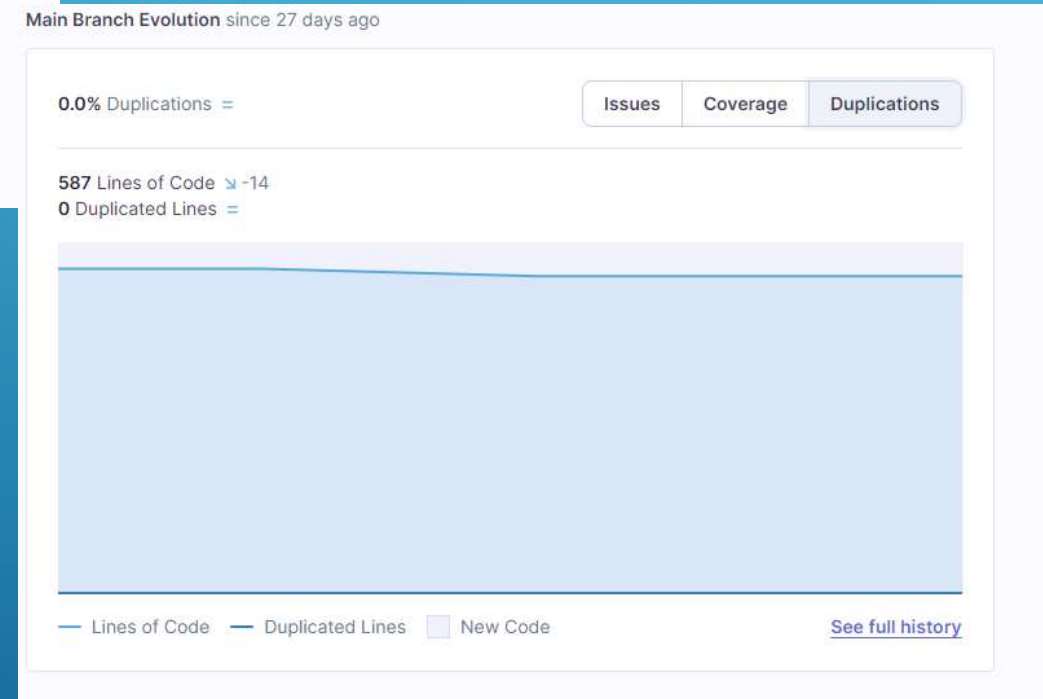 Main Branch Evolution since 27 days ago
0.0% Duplications =
Issues Coverage Duplications
587 Lines of Code ↘ -14
0 Duplicated Lines =
Lines of Code Duplicated Lines New Code See full history